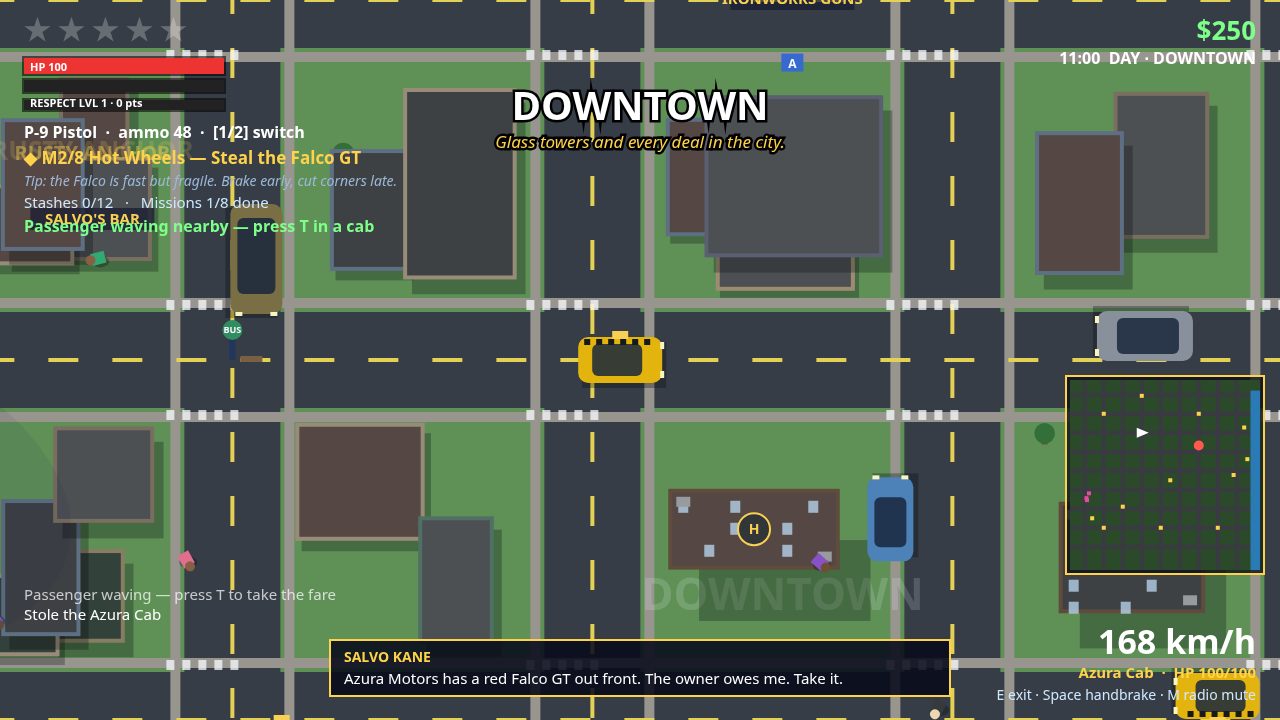 IRONWORKS GUNS
$250
HP 100
11:00 DAY · DOWNTOWN
A
RESPECT LVL 1 · 0 pts
DOWNTOWN
Glass towers and every deal in the city.
P-9 Pistol · ammo 48 · [1/2] switch
◆ M2/8 Hot Wheels — Steal the Falco GT
Tip: the Falco is fast but fragile. Brake early, cut corners late.
Stashes 0/12 · Missions 1/8 done
SALVO'S BAR
Passenger waving nearby — press T in a cab
BUS
H
DOWNTOWN
Passenger waving — press T to take the fare
Stole the Azura Cab
SALVO KANE
Azura Motors has a red Falco GT out front. The owner owes me. Take it.
168 km/h
Azura Cab · HP 100/100
E exit · Space handbrake · M radio mute